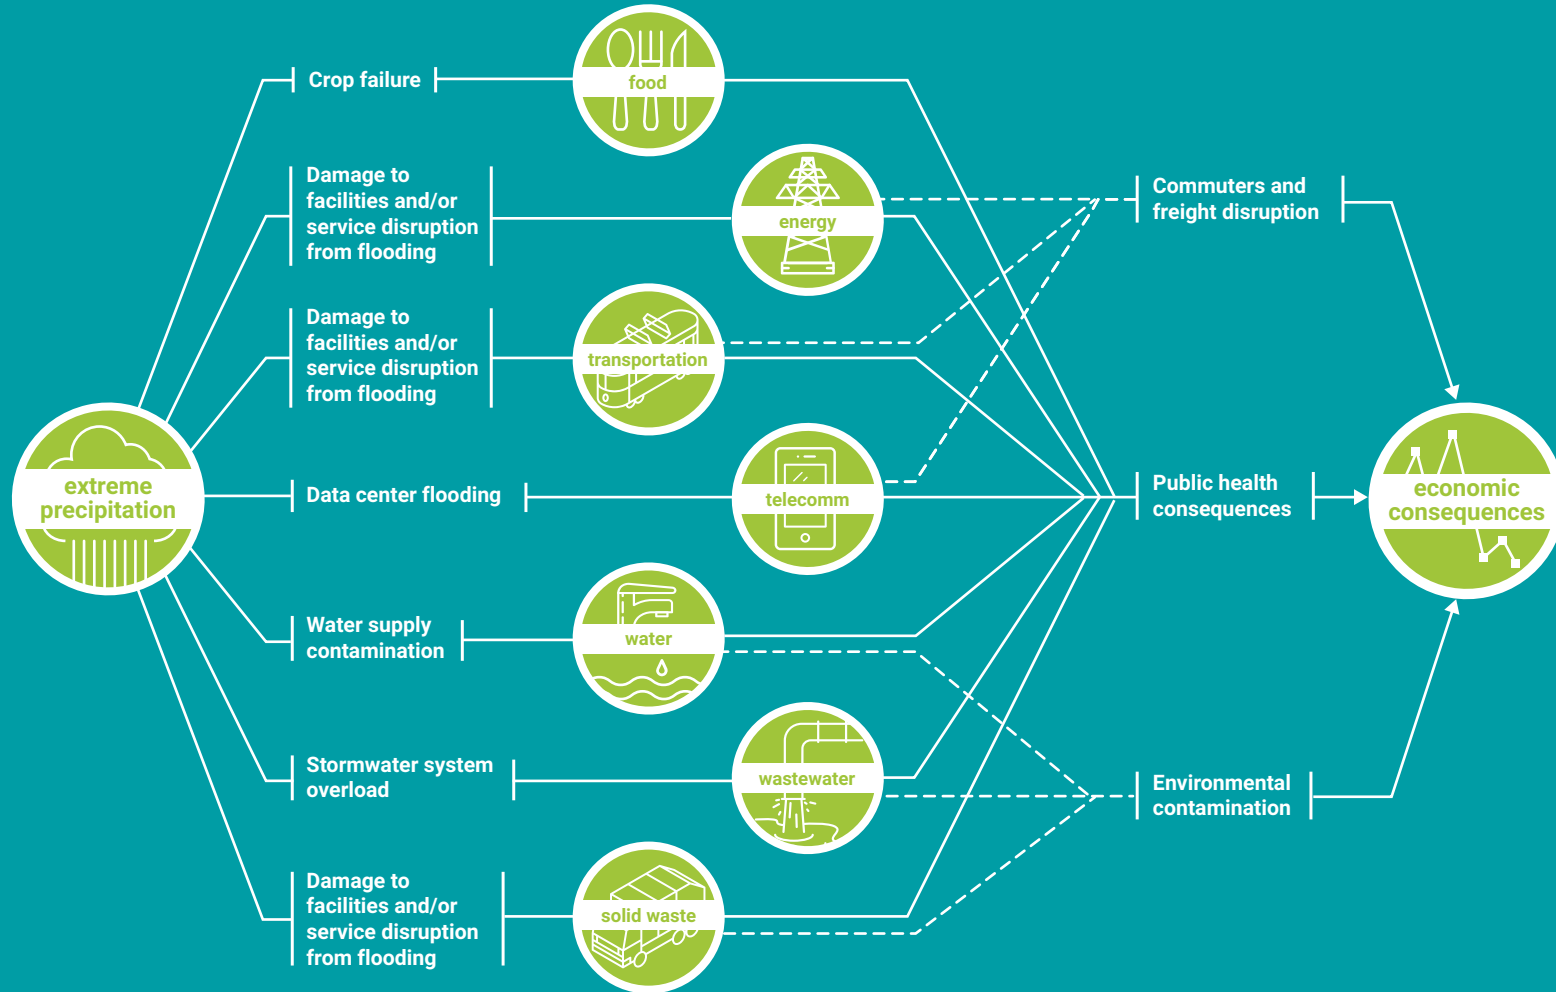 extreme
precipitation
Crop failure
Damage to
facilities and/or
service disruption
from flooding
Damage to
facilities and/or
service disruption
from flooding
Data center flooding
Water supply
contamination
Stormwater system
overload
Damage to
facilities and/or
service disruption
from flooding
food
energy
transportation
telecomm
water
wastewater
solid waste
Commuters and
freight disruption
Public health
consequences
Environmental
contamination
economic
consequences